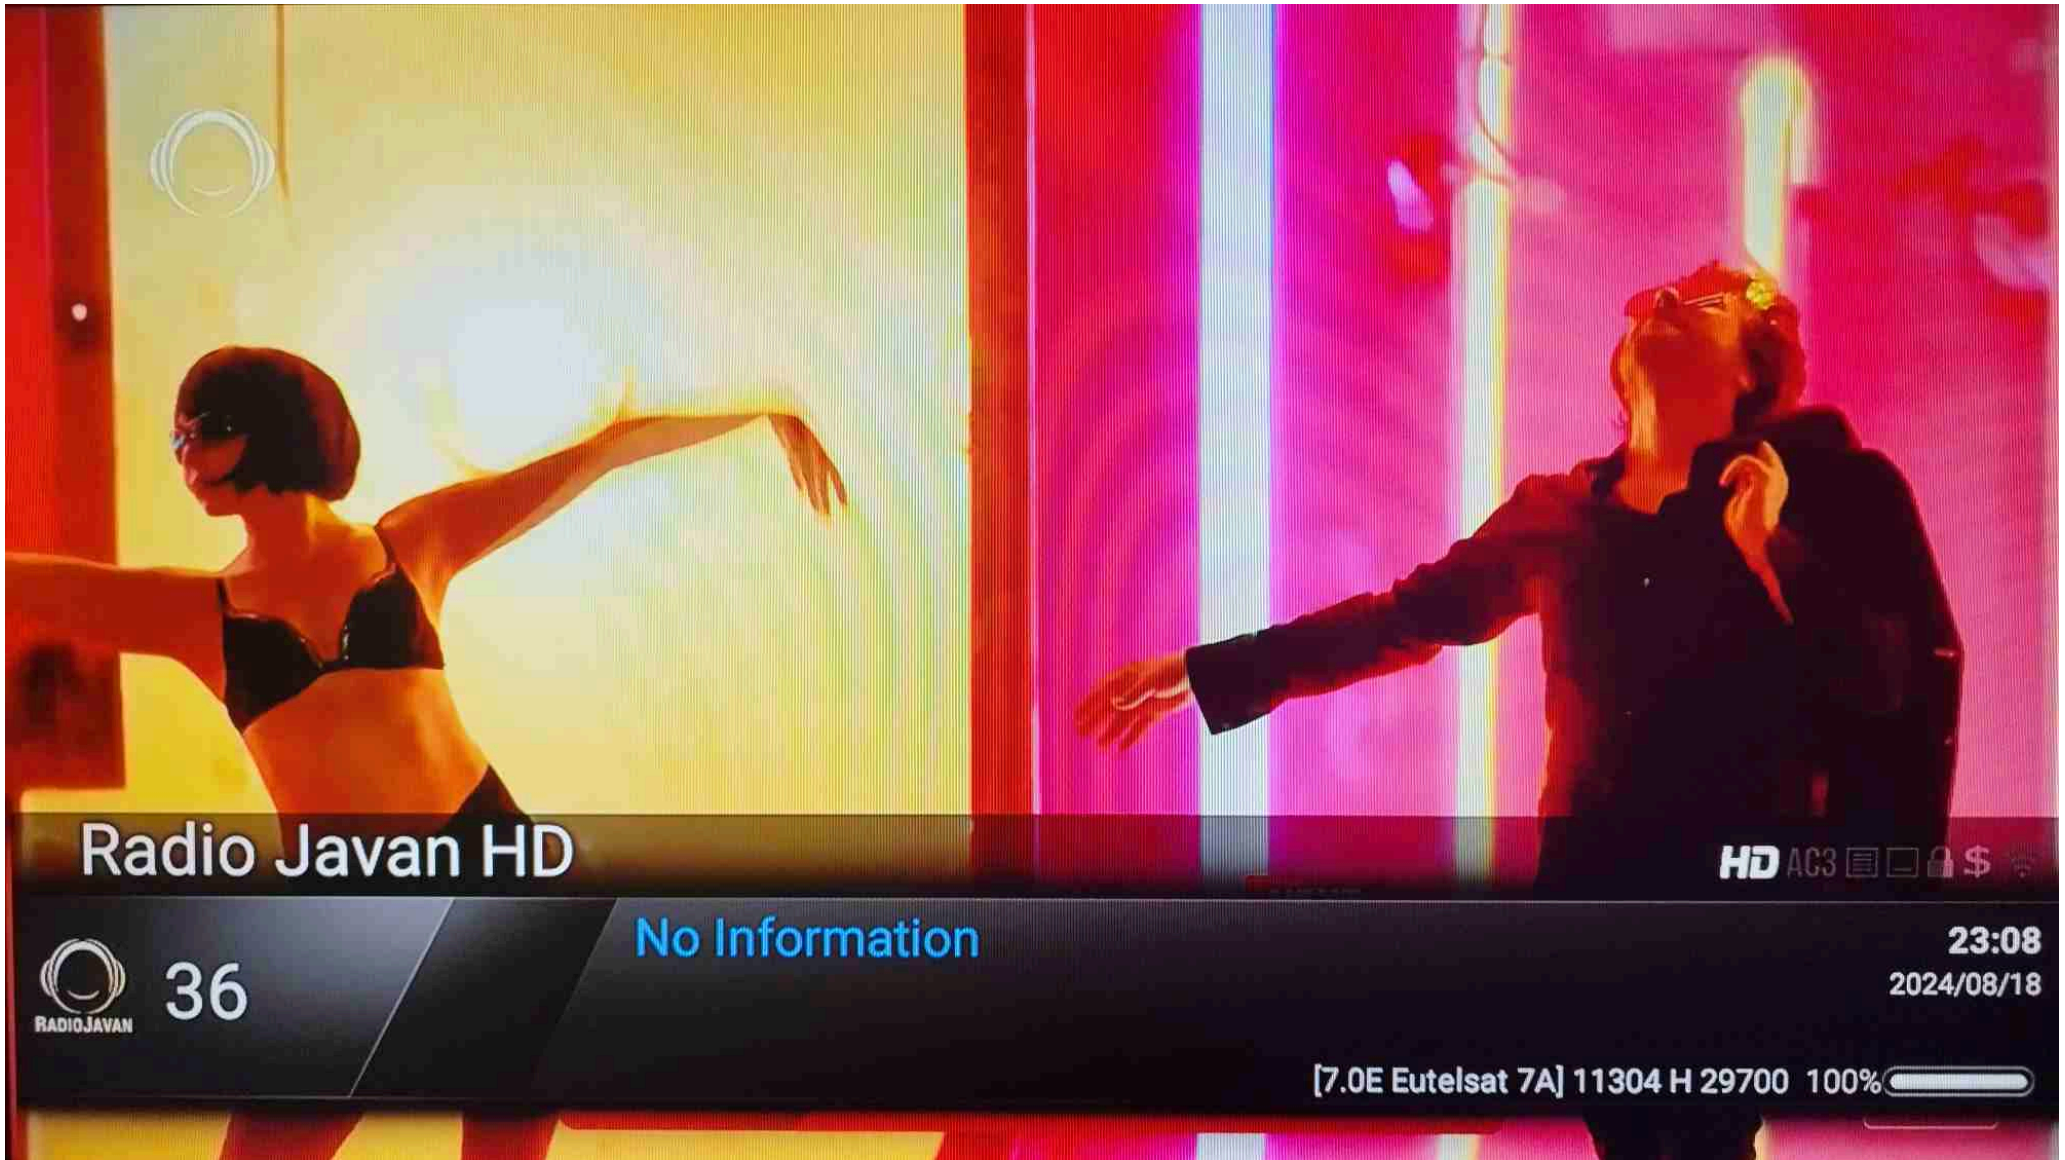 Radio Javan HD
HD AC3 $
RADIOJAVAN
36
No Information
23:08
2024/08/18
[7.0E Eutelsat 7A] 11304 H 29700 100%